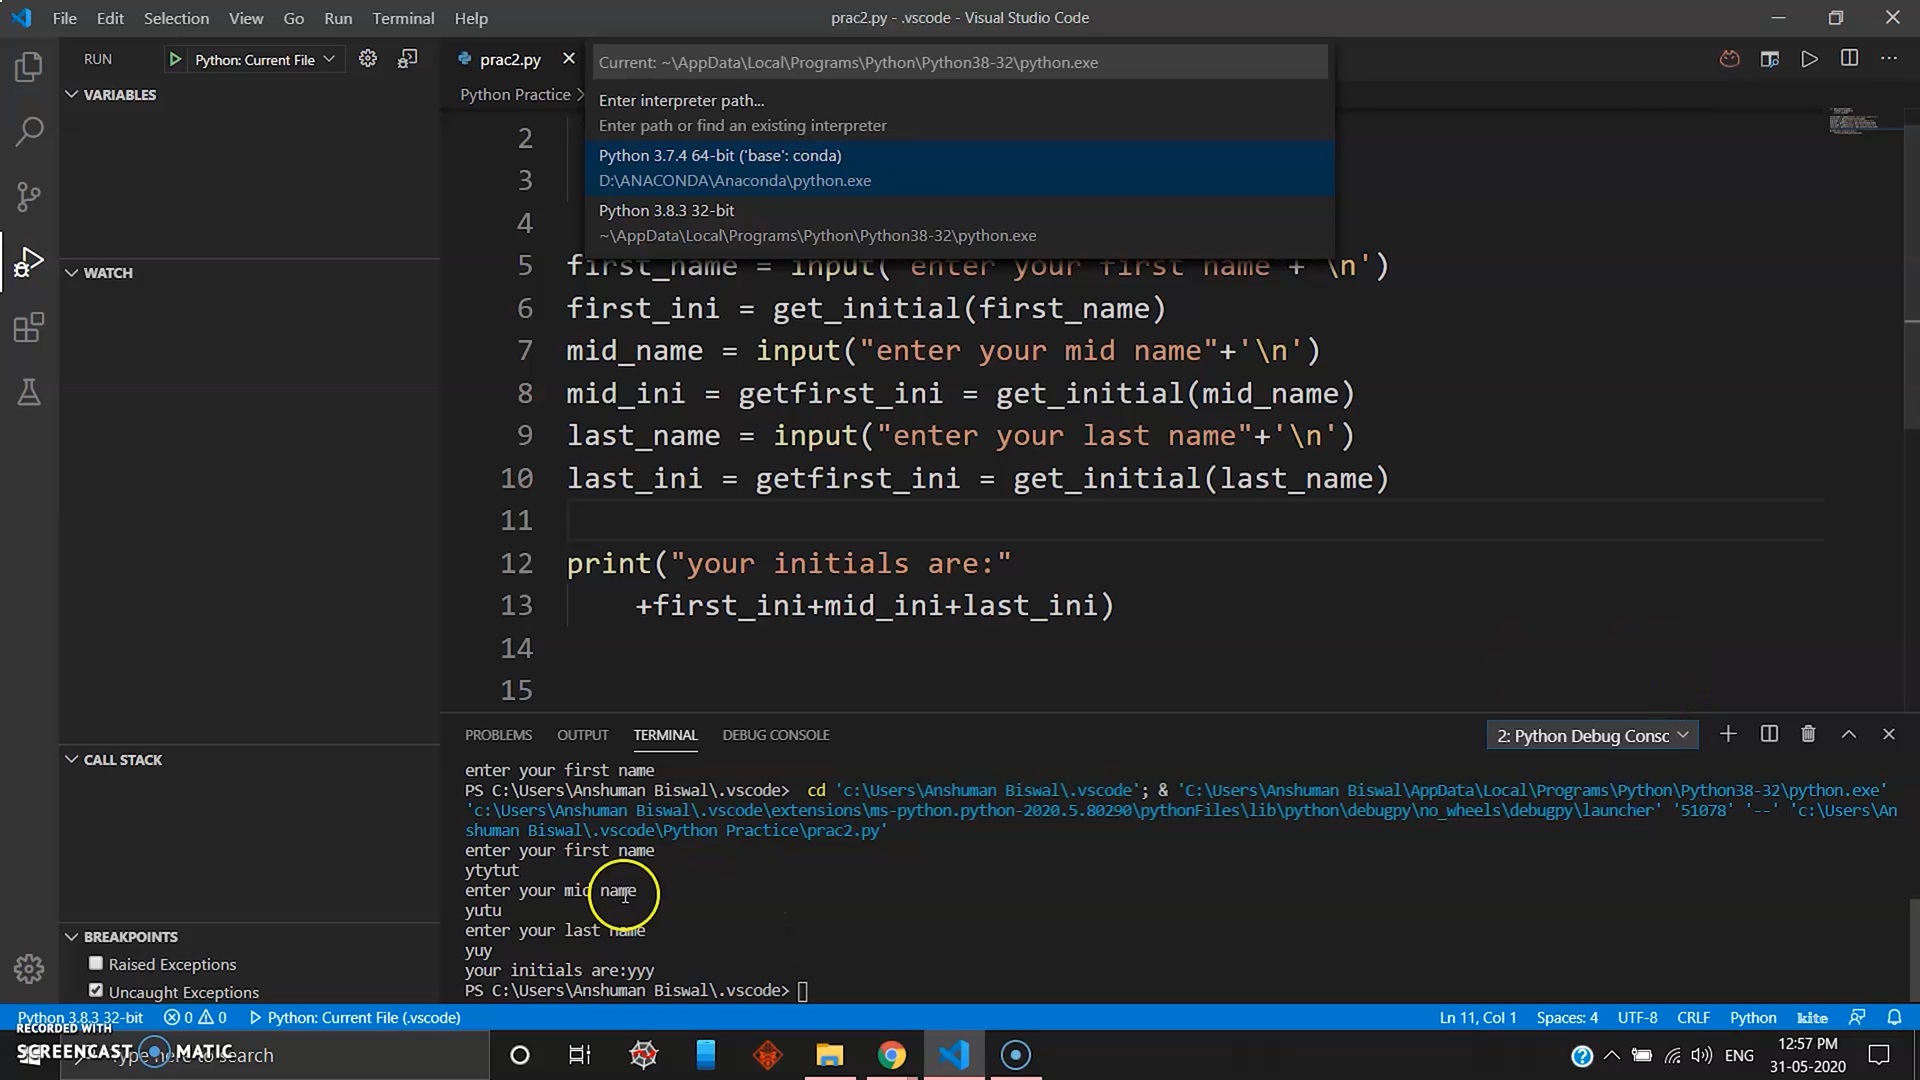 File Edit Selection View Go Run Terminal Help
prac2.py - .vscode - Visual Studio Code
RUN
Python: Current File
prac2.py
Current: ~\AppData\Local\Programs\Python\Python38-32\python.exe
VARIABLES
Python Practice >
Enter interpreter path...
Enter path or find an existing interpreter
Python 3.7.4 64-bit ('base': conda)
D:\ANACONDA\Anaconda\python.exe
Python 3.8.3 32-bit
~\AppData\Local\Programs\Python\Python38-32\python.exe
WATCH
2
3
4
5 first_name = input( enter your first name + \n')
6 first_ini = get_initial(first_name)
7 mid_name = input("enter your mid name"+'\n')
8 mid_ini = getfirst_ini = get_initial(mid_name)
9 last_name = input("enter your last name"+'\n')
10 last_ini = getfirst_ini = get_initial(last_name)
11
12 print("your initials are:"
13 +first_ini+mid_ini+last_ini)
14
15
CALL STACK
BREAKPOINTS
Raised Exceptions
Uncaught Exceptions
PROBLEMS OUTPUT TERMINAL DEBUG CONSOLE
2: Python Debug Consc
enter your first name
PS C:\Users\Anshuman Biswal\.vscode> cd 'c:\Users\Anshuman Biswal\.vscode'; & 'C:\Users\Anshuman Biswal\AppData\Local\Programs\Python\Python38-32\python.exe'
'c:\Users\Anshuman Biswal\.vscode\extensions\ms-python.python-2020.5.80290\pythonFiles\lib\python\debugpy\no_wheels\debugpy\launcher' '51078' '--' 'c:\Users\An
shuman Biswal\.vscode\Python Practice\prac2.py'
enter your first name
ytytut
enter your mid name
yutu
enter your last name
yuy
your initials are:yyy
PS C:\Users\Anshuman Biswal\.vscode>
Python 3.8.3 32-bit
0 0
Python: Current File (.vscode)
Ln 11, Col 1 Spaces: 4 UTF-8 CRLF Python kite
RECORDED WITH
SCREENCAST MATIC
Type here to search
ENG
12:57 PM
31-05-2020